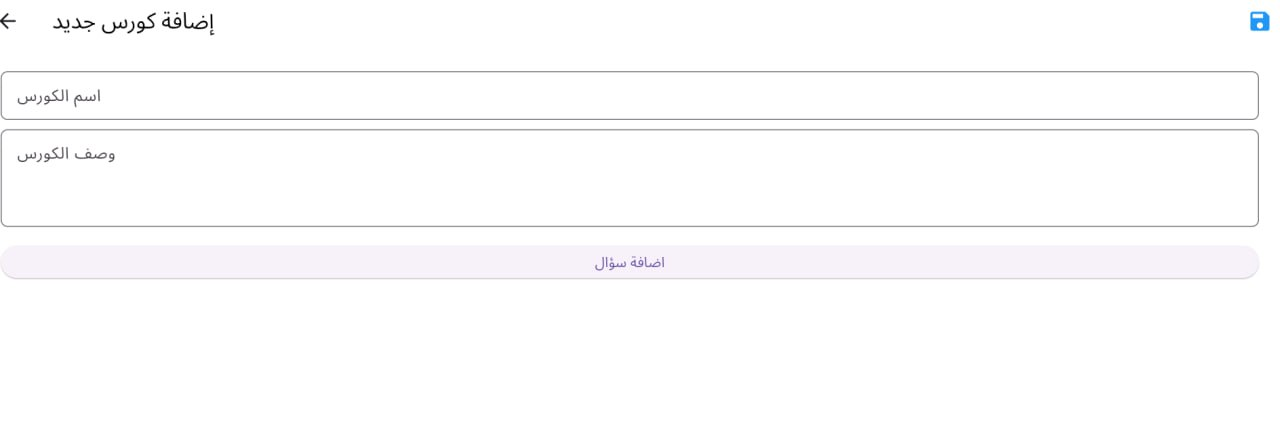 إضافة كورس جديد
اسم الكورس
وصف الكورس
اضافة سؤال